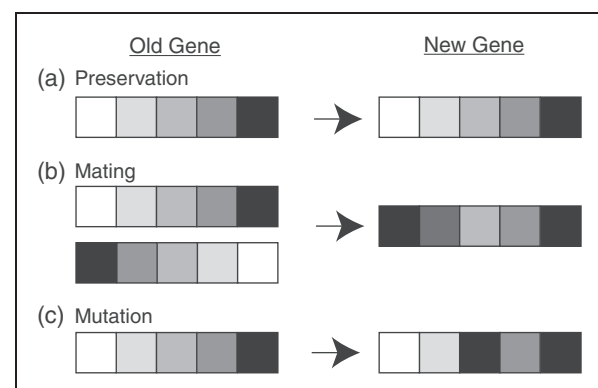 Old Gene New Gene
(a) Preservation
(b) Mating
(c) Mutation